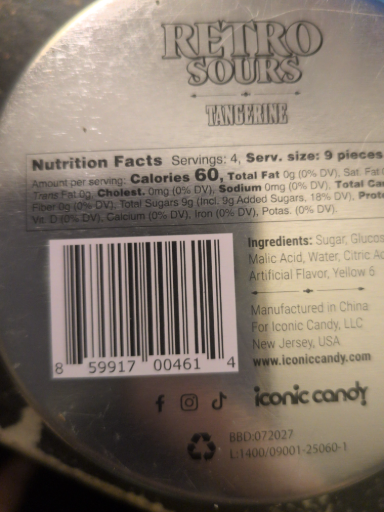 RETRO
SOURS
TANGERINE
Nutrition Facts Servings: 4, Serv. size: 9 pieces
Amount per serving: Calories 60, Total Fat 0g (0% DV), Sat. Fat
Trans Fat 0g, Cholest. 0mg (0% DV), Sodium 0mg (0% DV), Total
Fiber 0g (0% DV), Total Sugars 9g (Incl. 9g Added Sugars, 18% DV),
Vit. D (0% DV), Calcium (0% DV), Iron (0% DV), Potas. (0% DV).
Ingredients: Sugar,
Malic Acid, Water, Citric
Artificial Flavor, Yellow 6
Manufactured in China
For Iconic Candy, LLC
New Jersey, USA
www.iconiccandy.com
8 59917 00461 4
iconic candy
BBD:072027
L:1400/09001-25060-1